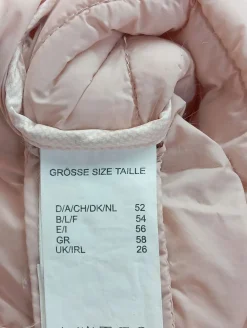 GRÖSSE SIZE TAILLE
D/A/CH/DK/NL 52
B/L/F 54
E/I 56
GR 58
UK/IRL 26